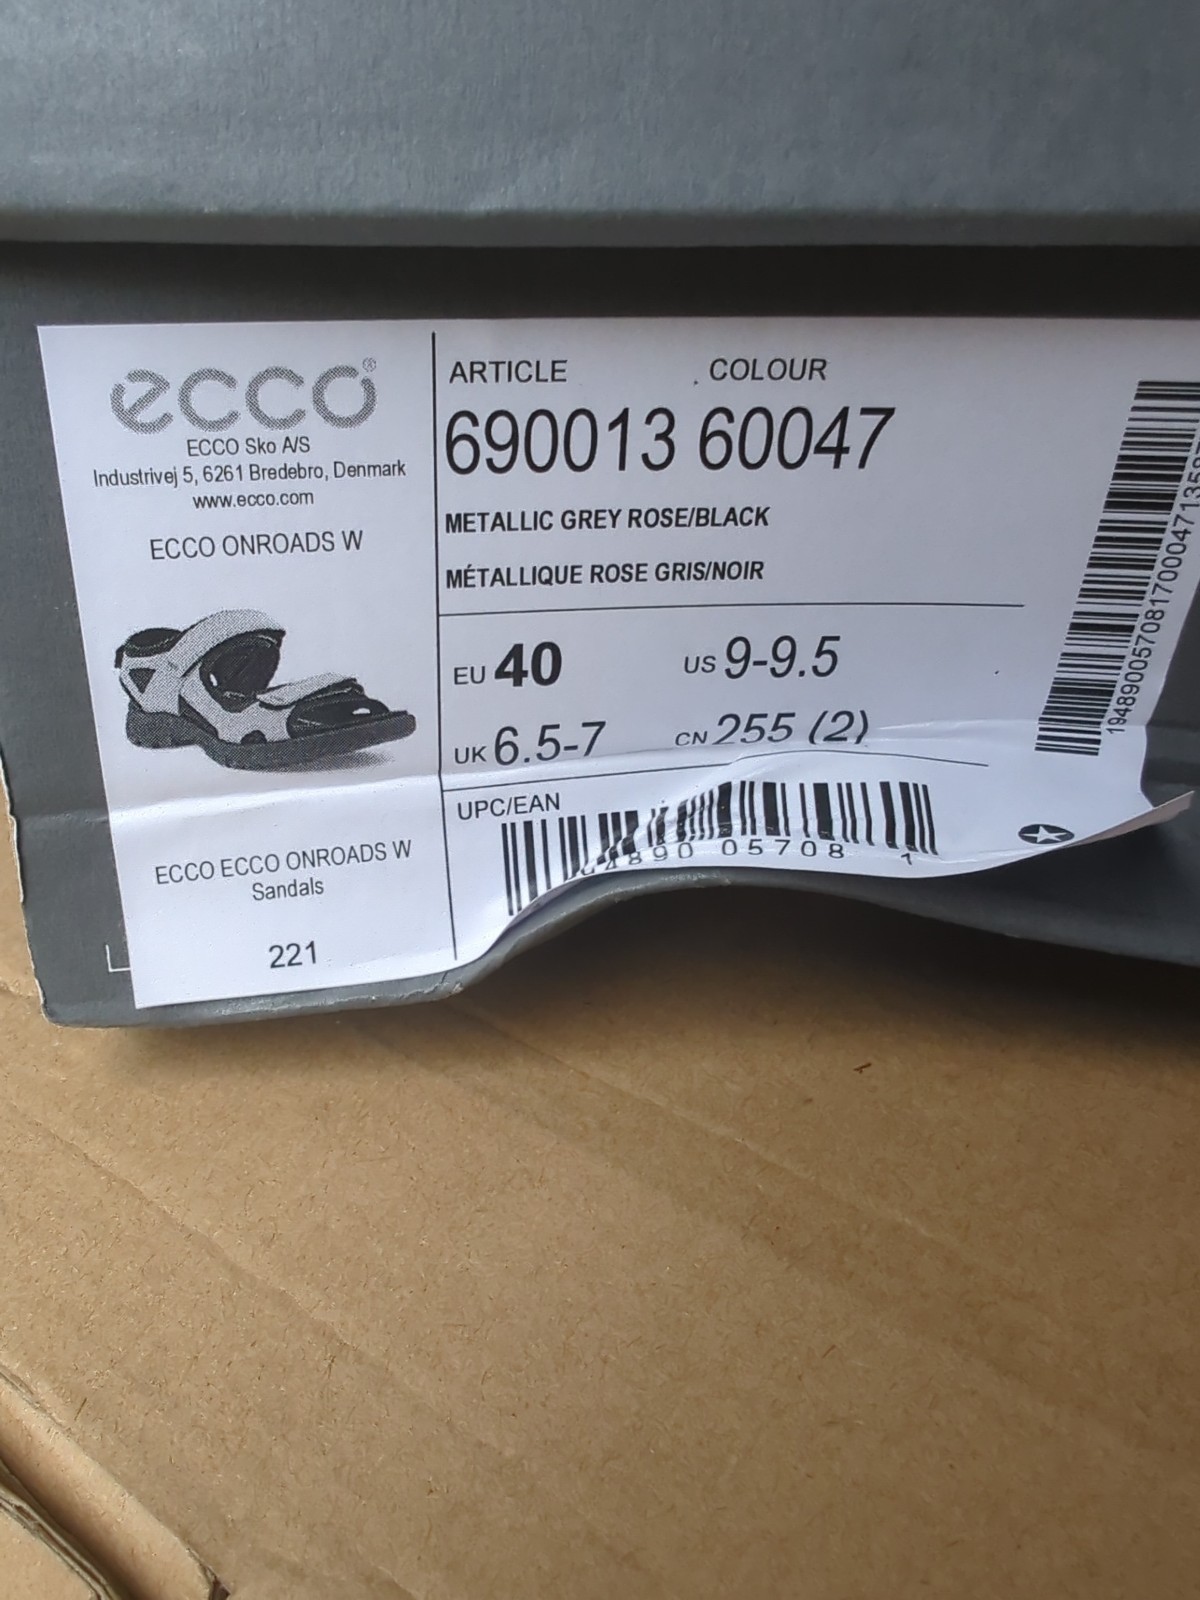 ecco®
ECCO Sko A/S
Industrivej 5, 6261 Bredebro, Denmark
www.ecco.com
ECCO ONROADS W
ECCO ECCO ONROADS W
Sandals
221
ARTICLE COLOUR
690013 60047
METALLIC GREY ROSE/BLACK
MÉTALLIQUE ROSE GRIS/NOIR
EU 40 US 9-9.5
UK 6.5-7 CN 255 (2)
UPC/EAN
4890 05708 1